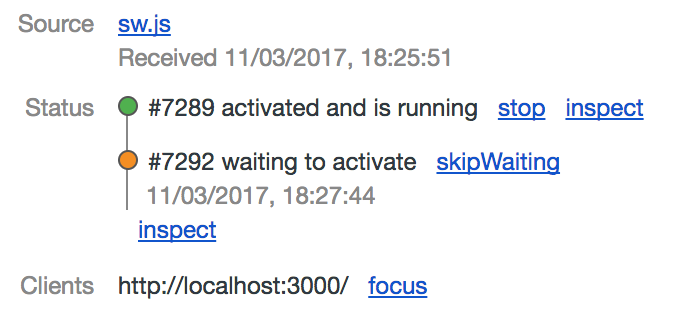 Source sw.js
Received 11/03/2017, 18:25:51
Status #7289 activated and is running stop inspect
#7292 waiting to activate skipWaiting
11/03/2017, 18:27:44
inspect
Clients http://localhost:3000/ focus